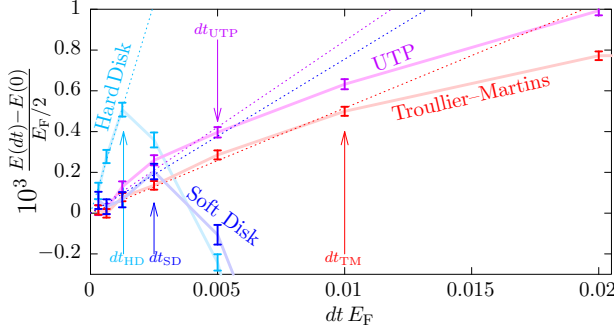 10³ E(dt)−E(0) / E_F/2
1
0.8
0.6
0.4
0.2
0
−0.2
Hard Disk
dt_UTP
UTP
Troullier–Martins
Soft Disk
dt_HD
dt_SD
dt_TM
0
0.005
0.01
0.015
0.02
dt E_F